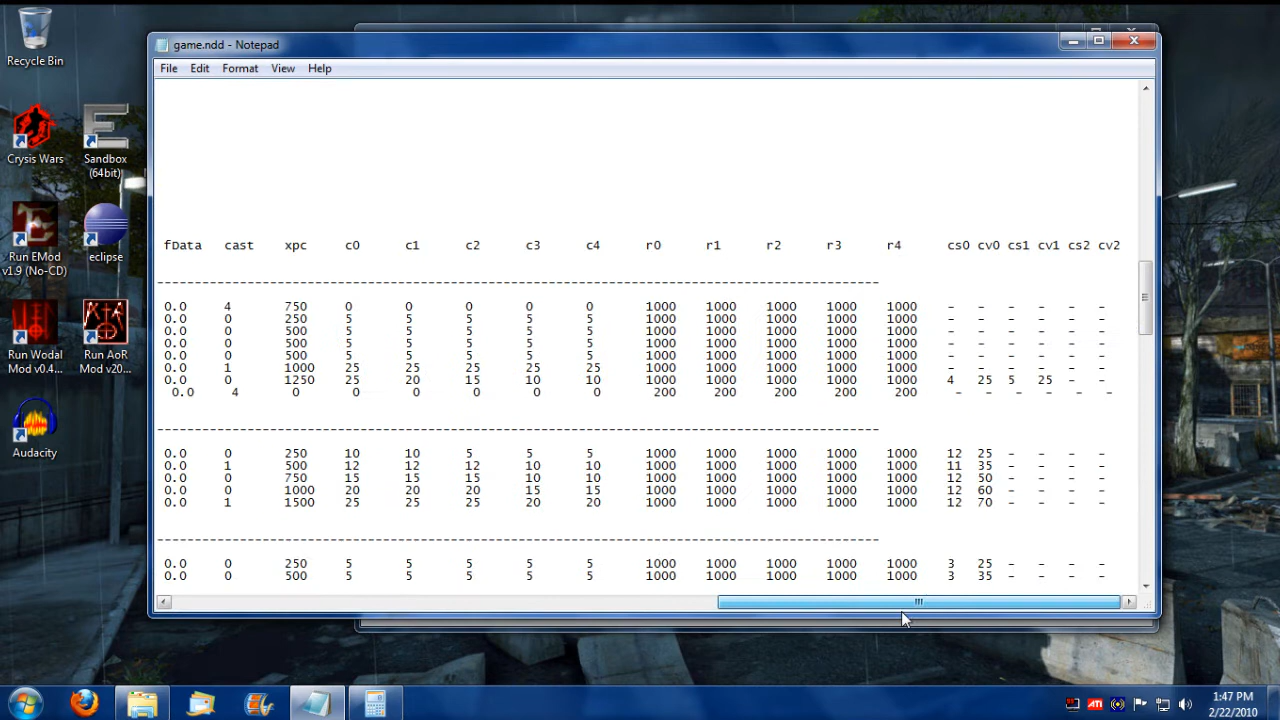 Recycle Bin
Crysis Wars
Sandbox
(64bit)
Run EMod
v1.9 (No-CD)
eclipse
Run Wodal
Mod v0.4...
Run AoR
Mod v20...
Audacity
game.ndd - Notepad
File Edit Format View Help
fData cast xpc c0 c1 c2 c3 c4 r0 r1 r2 r3 r4 cs0 cv0 cs1 cv1 cs2 cv2
--------------------------------------------------------------------------------
0.0 4 750 0 0 0 0 0 1000 1000 1000 1000 1000 - - - - - -
0.0 0 250 5 5 5 5 5 1000 1000 1000 1000 1000 - - - - - -
0.0 0 500 5 5 5 5 5 1000 1000 1000 1000 1000 - - - - - -
0.0 0 500 5 5 5 5 5 1000 1000 1000 1000 1000 - - - - - -
0.0 0 500 5 5 5 5 5 1000 1000 1000 1000 1000 - - - - - -
0.0 1 1000 25 25 25 25 25 1000 1000 1000 1000 1000 - - - - - -
0.0 0 1250 25 20 15 10 10 1000 1000 1000 1000 1000 4 25 5 25 - -
0.0 4 0 0 0 0 0 0 200 200 200 200 200 - - - - - -
--------------------------------------------------------------------------------
0.0 0 250 10 10 5 5 5 1000 1000 1000 1000 1000 12 25 - - - -
0.0 1 500 12 12 12 10 10 1000 1000 1000 1000 1000 11 35 - - - -
0.0 0 750 15 15 15 10 10 1000 1000 1000 1000 1000 12 50 - - - -
0.0 0 1000 20 20 20 15 15 1000 1000 1000 1000 1000 12 60 - - - -
0.0 1 1500 25 25 25 20 20 1000 1000 1000 1000 1000 12 70 - - - -
--------------------------------------------------------------------------------
0.0 0 250 5 5 5 5 5 1000 1000 1000 1000 1000 3 25 - - - -
0.0 0 500 5 5 5 5 5 1000 1000 1000 1000 1000 3 35 - - - -
ATI
1:47 PM
2/22/2010